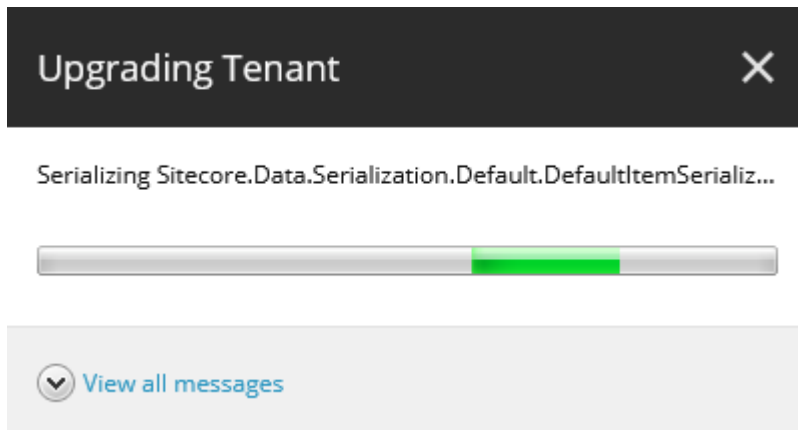 Upgrading Tenant
Serializing Sitecore.Data.Serialization.Default.DefaultItemSerializ...
View all messages